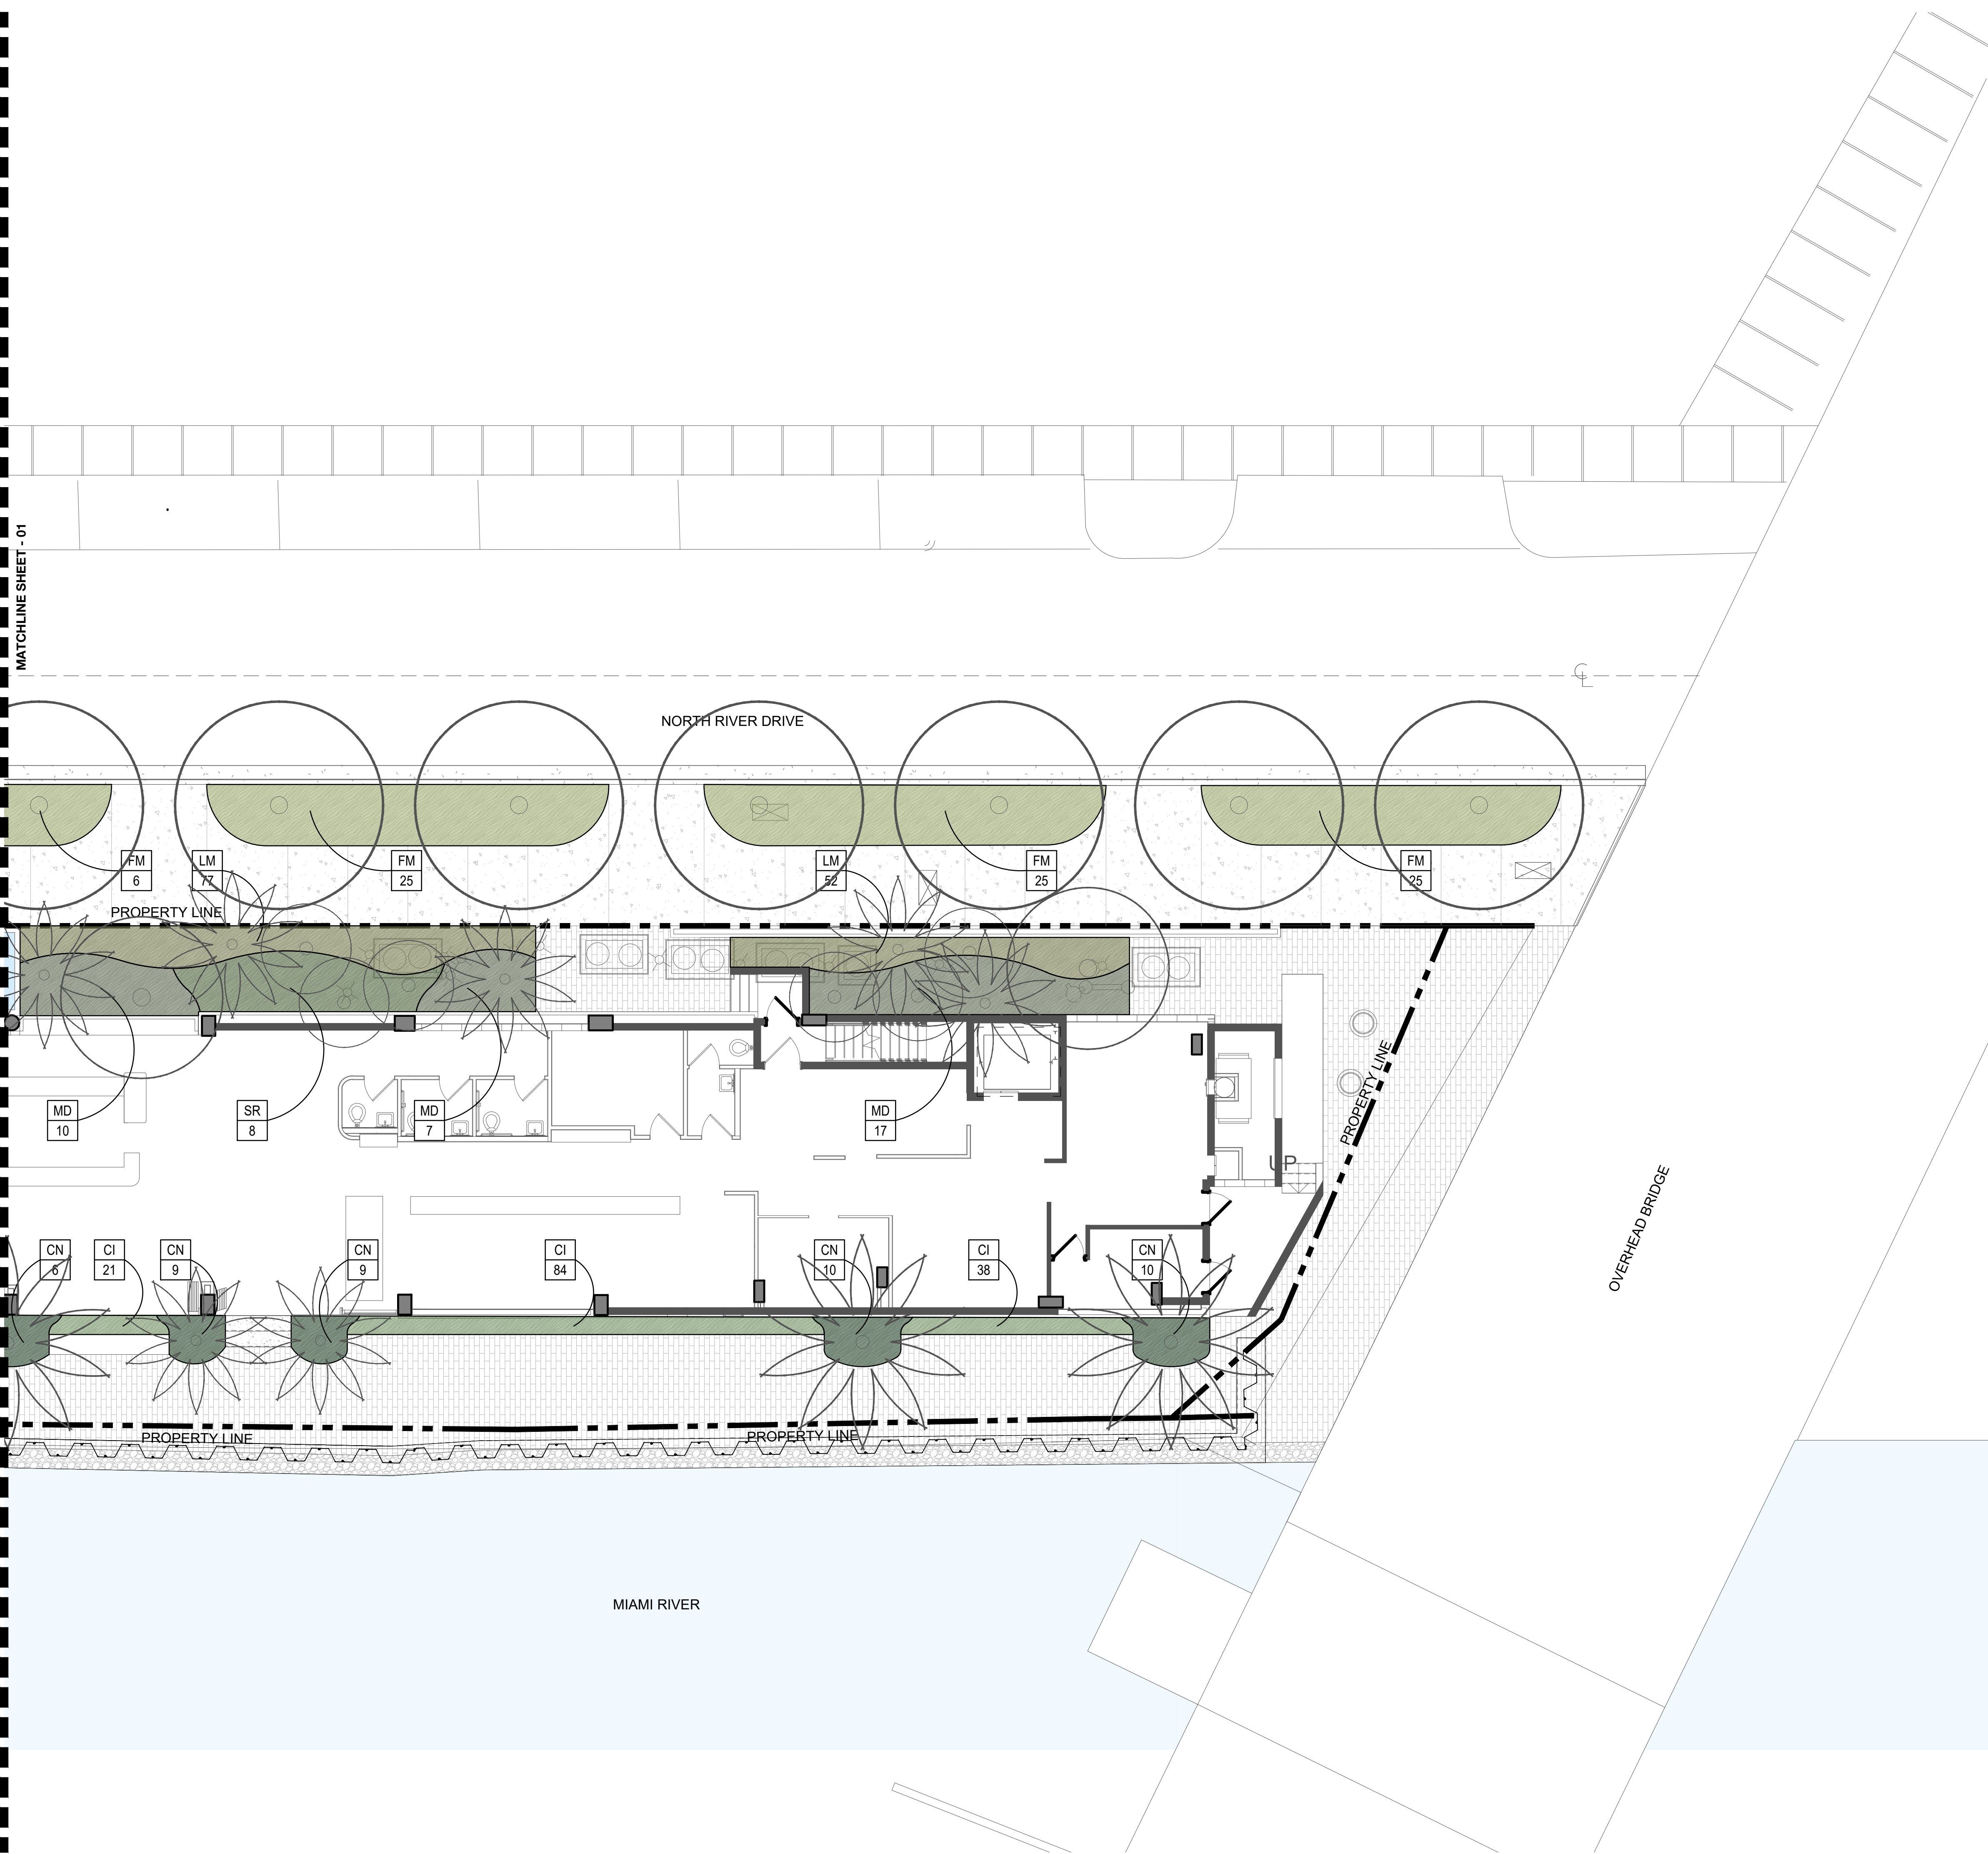 MATCHLINE SHEET - 01
NORTH RIVER DRIVE
FM
6
LM
77
FM
25
LM
52
FM
25
FM
25
PROPERTY LINE
PROPERTY LINE
MD
10
SR
8
MD
7
MD
17
UP
OVERHEAD BRIDGE
CN
6
CI
21
CN
9
CN
9
CI
84
CN
10
CI
38
CN
10
PROPERTY LINE
PROPERTY LINE
MIAMI RIVER